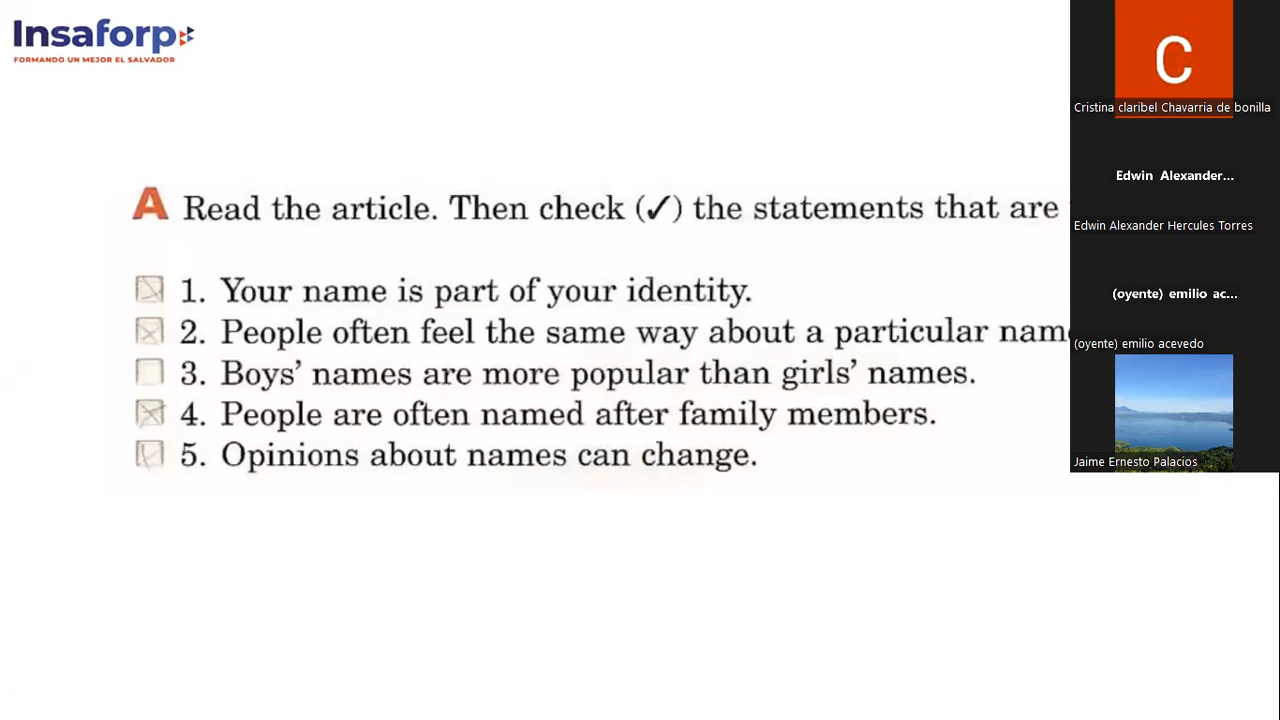 Insaforp
FORMANDO UN MEJOR EL SALVADOR
A Read the article. Then check (✓) the statements that are
1. Your name is part of your identity.
2. People often feel the same way about a particular nam
3. Boys' names are more popular than girls' names.
4. People are often named after family members.
5. Opinions about names can change.
C
Cristina claribel Chavarria de bonilla
Edwin Alexander...
Edwin Alexander Hercules Torres
(oyente) emilio ac...
(oyente) emilio acevedo
Jaime Ernesto Palacios